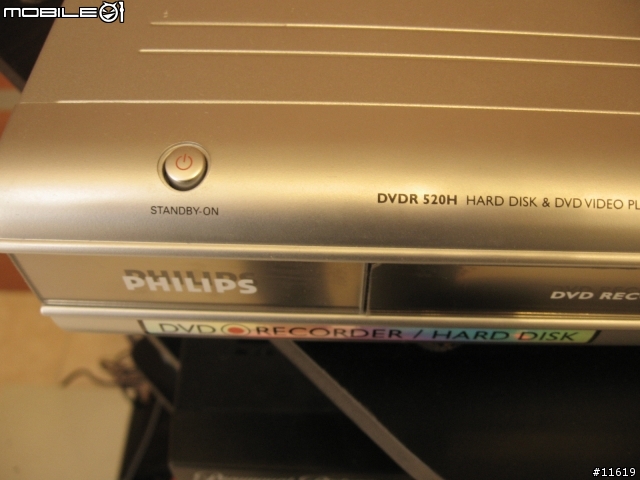 MOBILE01
STANDBY-ON
DVDR 520H HARD DISK & DVD VIDEO PL
PHILIPS
DVD REC
DVD RECORDER / HARD DISK
#11619